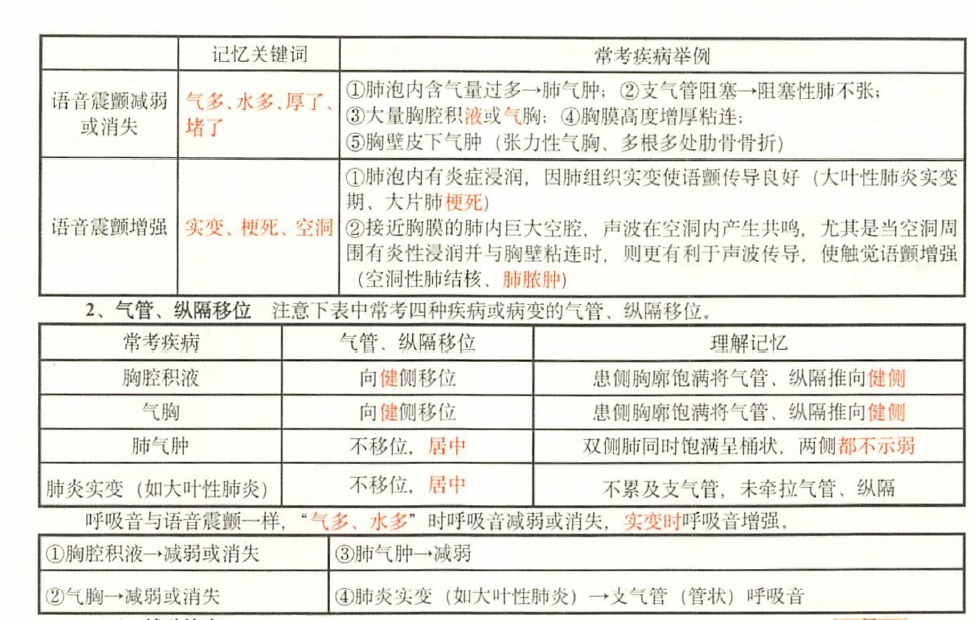 记忆关键词 常考疾病举例
语音震颤减弱或消失 气多、水多、厚了、堵了
①肺泡内含气量过多→肺气肿；②支气管阻塞→阻塞性肺不张；
③大量胸腔积液或气胸；④胸膜高度增厚粘连；
⑤胸壁皮下气肿（张力性气胸、多根多处肋骨骨折）
语音震颤增强 实变、梗死、空洞
①肺泡内有炎症浸润，因肺组织实变使语颤传导良好（大叶性肺炎实变
期、大片肺梗死）
②接近胸膜的肺内巨大空腔，声波在空洞内产生共鸣，尤其是当空洞周
围有炎性浸润并与胸壁粘连时，则更有利于声波传导，使触觉语颤增强
（空洞性肺结核、肺脓肿）
2、气管、纵隔移位 注意下表中常考四种疾病或病变的气管、纵隔移位。
常考疾病 气管、纵隔移位 理解记忆
胸腔积液 向健侧移位 患侧胸廓饱满将气管、纵隔推向健侧
气胸 向健侧移位 患侧胸廓饱满将气管、纵隔推向健侧
肺气肿 不移位，居中 双侧肺同时饱满呈桶状，两侧都不示弱
肺炎实变（如大叶性肺炎） 不移位，居中 不累及支气管，未牵拉气管、纵隔
呼吸音与语音震颤一样，“气多、水多”时呼吸音减弱或消失，实变时呼吸音增强。
①胸腔积液→减弱或消失 ③肺气肿→减弱
②气胸→减弱或消失 ④肺炎实变（如大叶性肺炎）→支气管（管状）呼吸音